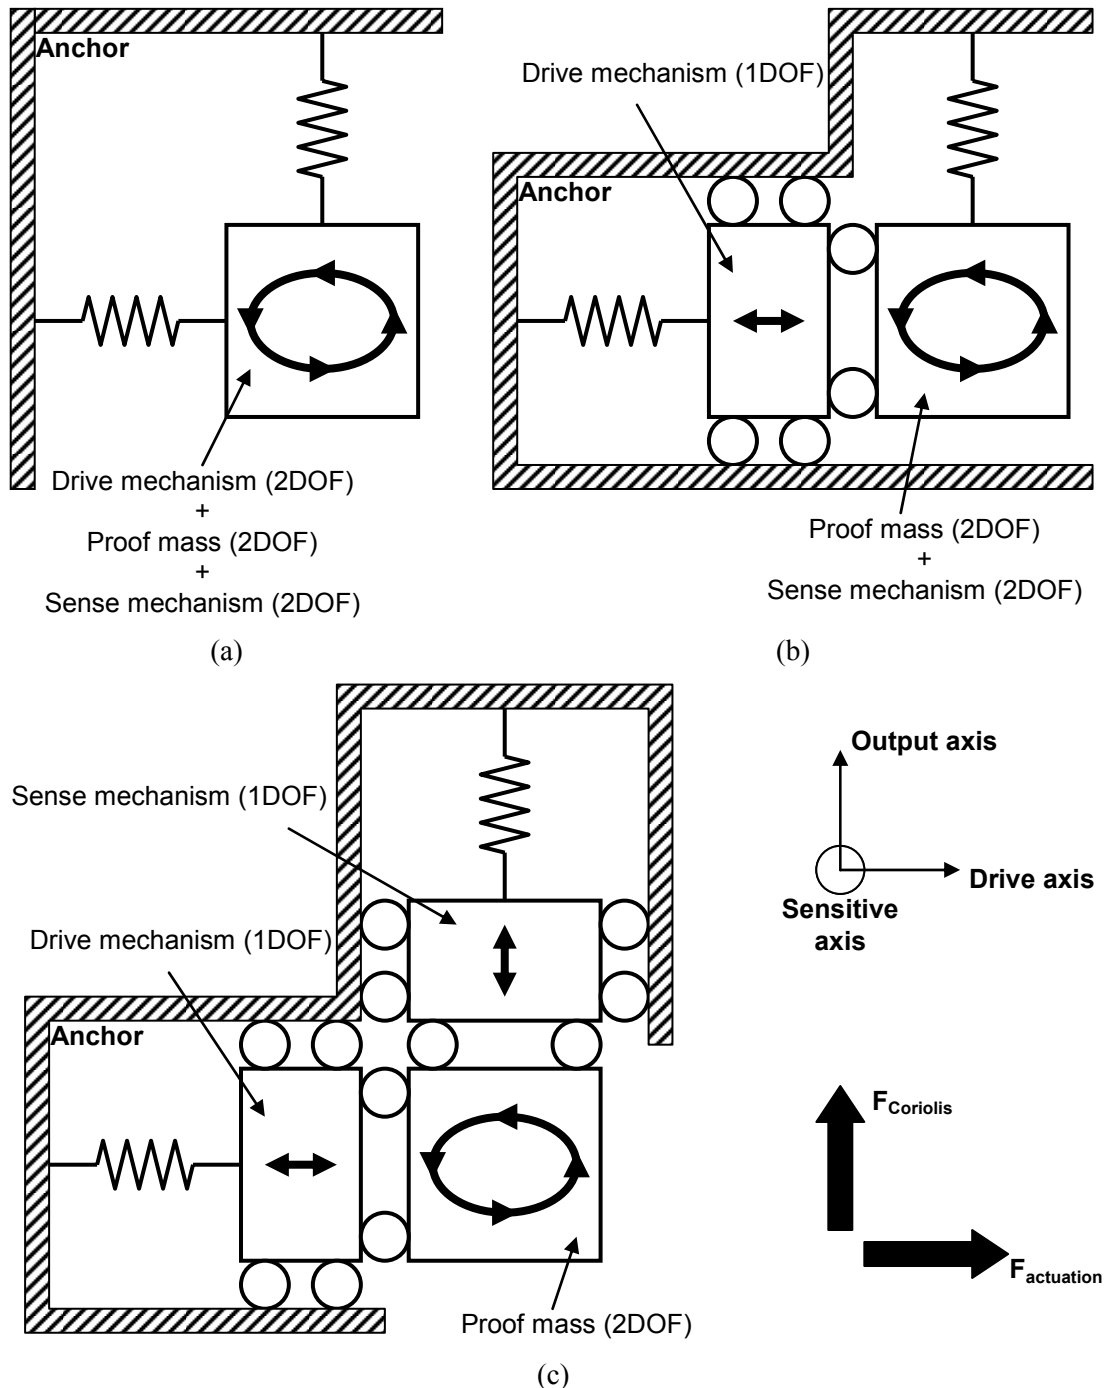 Anchor
Drive mechanism (2DOF)
+
Proof mass (2DOF)
+
Sense mechanism (2DOF)
(a)
Drive mechanism (1DOF)
Anchor
Proof mass (2DOF)
+
Sense mechanism (2DOF)
(b)
Sense mechanism (1DOF)
Drive mechanism (1DOF)
Anchor
Proof mass (2DOF)
(c)
Output axis
Drive axis
Sensitive
axis
FCoriolis
Factuation